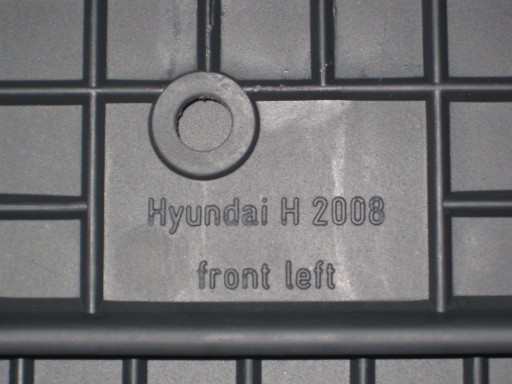 Hyundai H 2008
front left